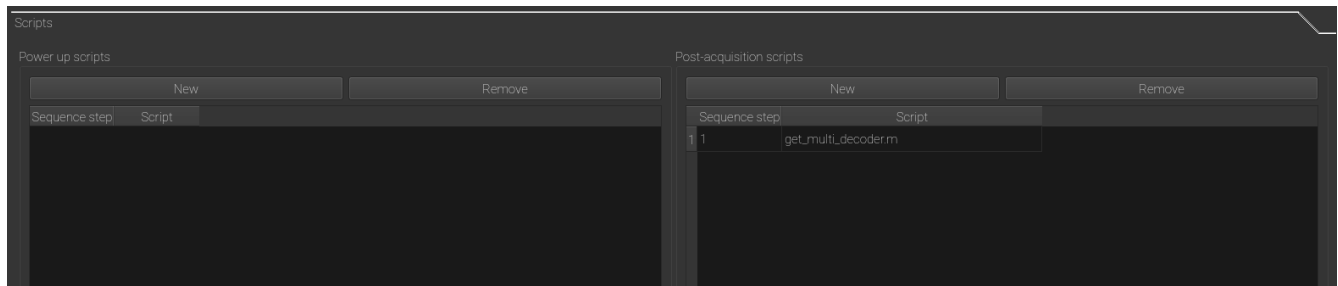 Scripts
Power up scripts
Post-acquisition scripts
New
Remove
New
Remove
Sequence step
Script
Sequence step
Script
1
1
get_multi_decoder.m